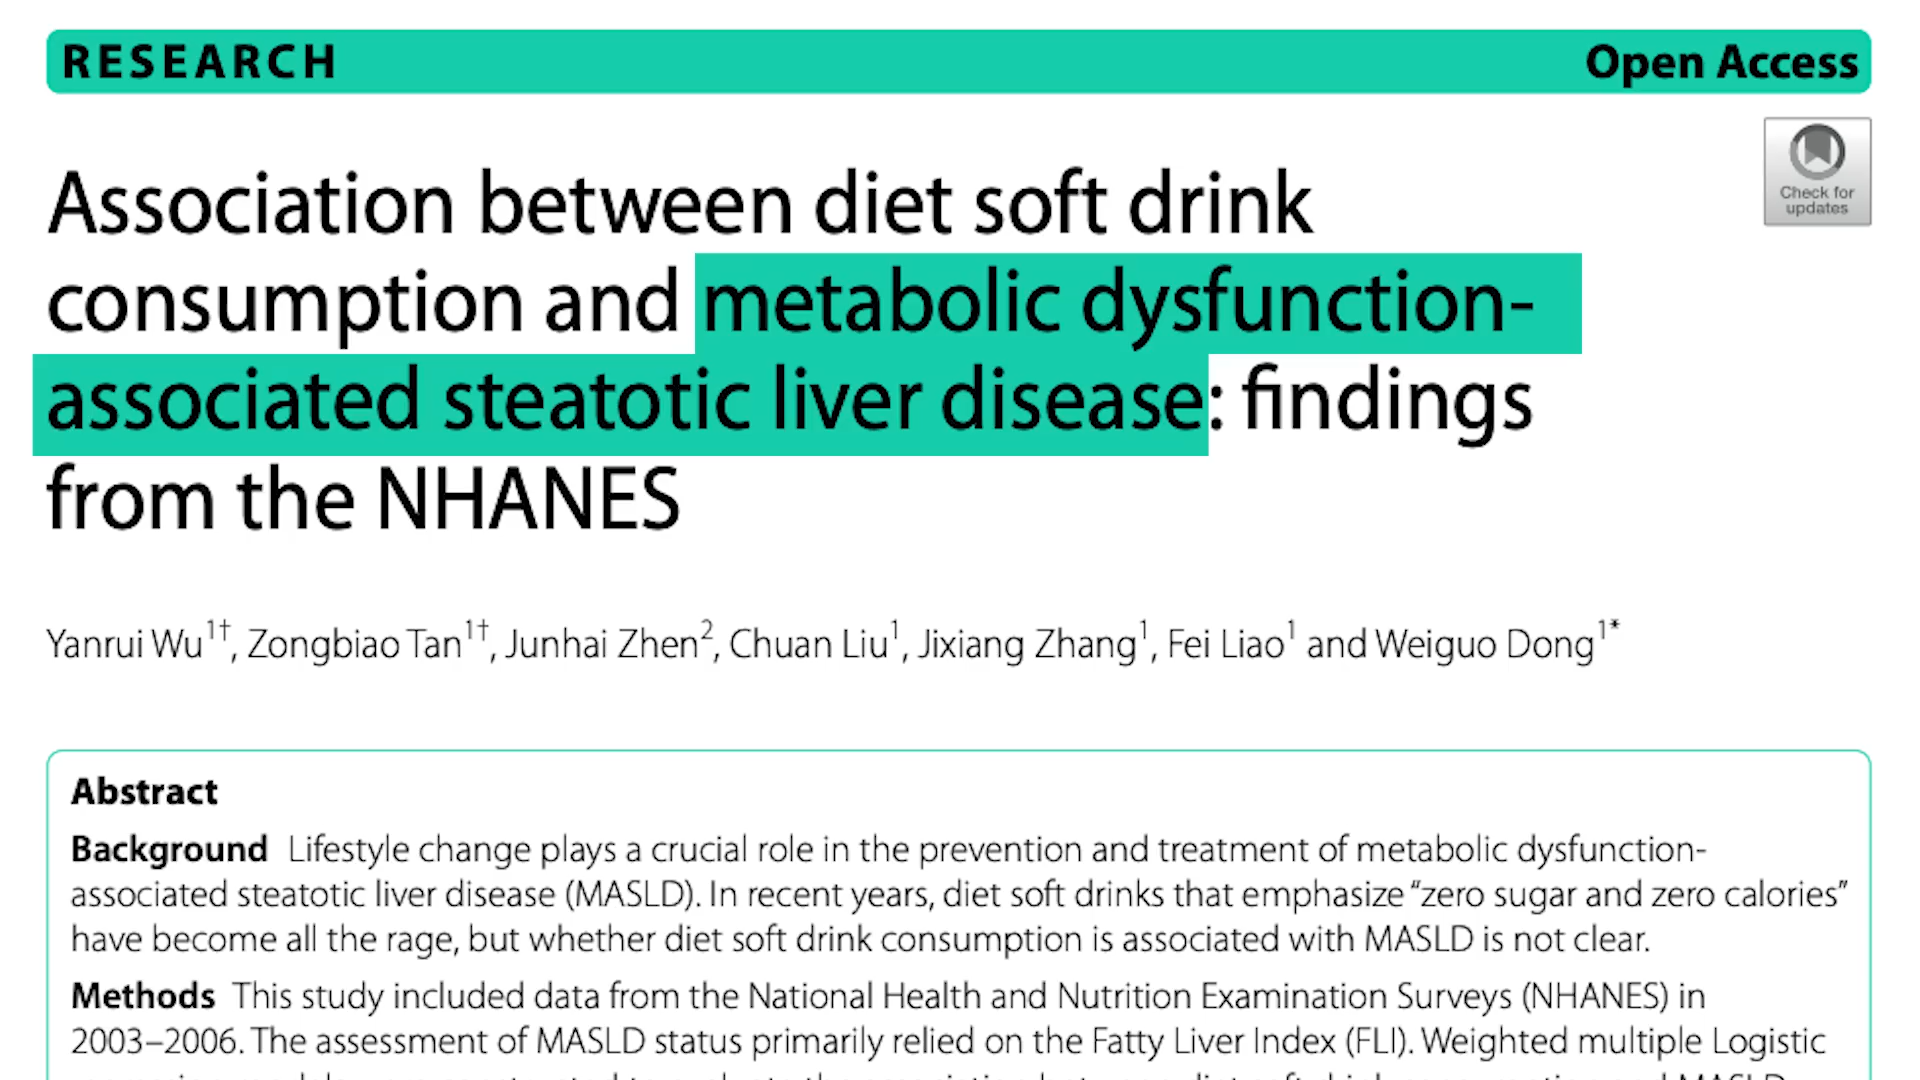 RESEARCH
Open Access
Check for
updates
Association between diet soft drink
consumption and metabolic dysfunction-
associated steatotic liver disease: findings
from the NHANES
Yanrui Wu1†, Zongbiao Tan1†, Junhai Zhen2, Chuan Liu1, Jixiang Zhang1, Fei Liao1 and Weiguo Dong1*
Abstract
Background Lifestyle change plays a crucial role in the prevention and treatment of metabolic dysfunction-
associated steatotic liver disease (MASLD). In recent years, diet soft drinks that emphasize “zero sugar and zero calories”
have become all the rage, but whether diet soft drink consumption is associated with MASLD is not clear.
Methods This study included data from the National Health and Nutrition Examination Surveys (NHANES) in
2003–2006. The assessment of MASLD status primarily relied on the Fatty Liver Index (FLI). Weighted multiple Logistic